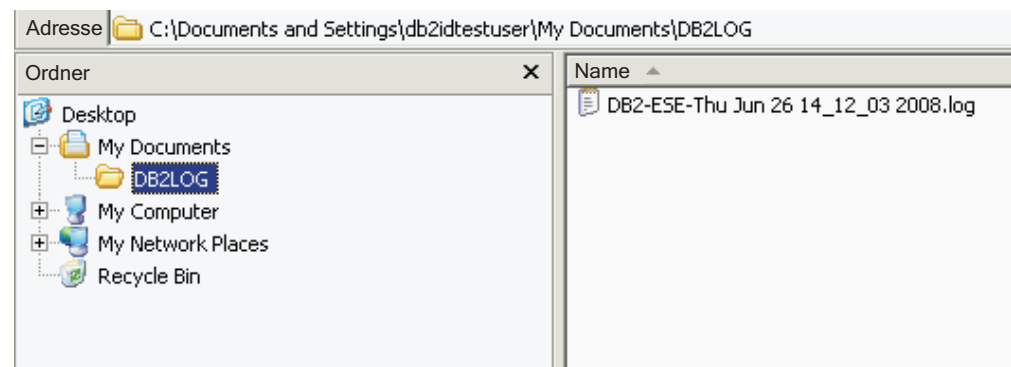 Adresse C:\Documents and Settings\db2idtestuser\My Documents\DB2LOG
Ordner
Desktop
My Documents
DB2LOG
My Computer
My Network Places
Recycle Bin
Name
DB2-ESE-Thu Jun 26 14_12_03 2008.log